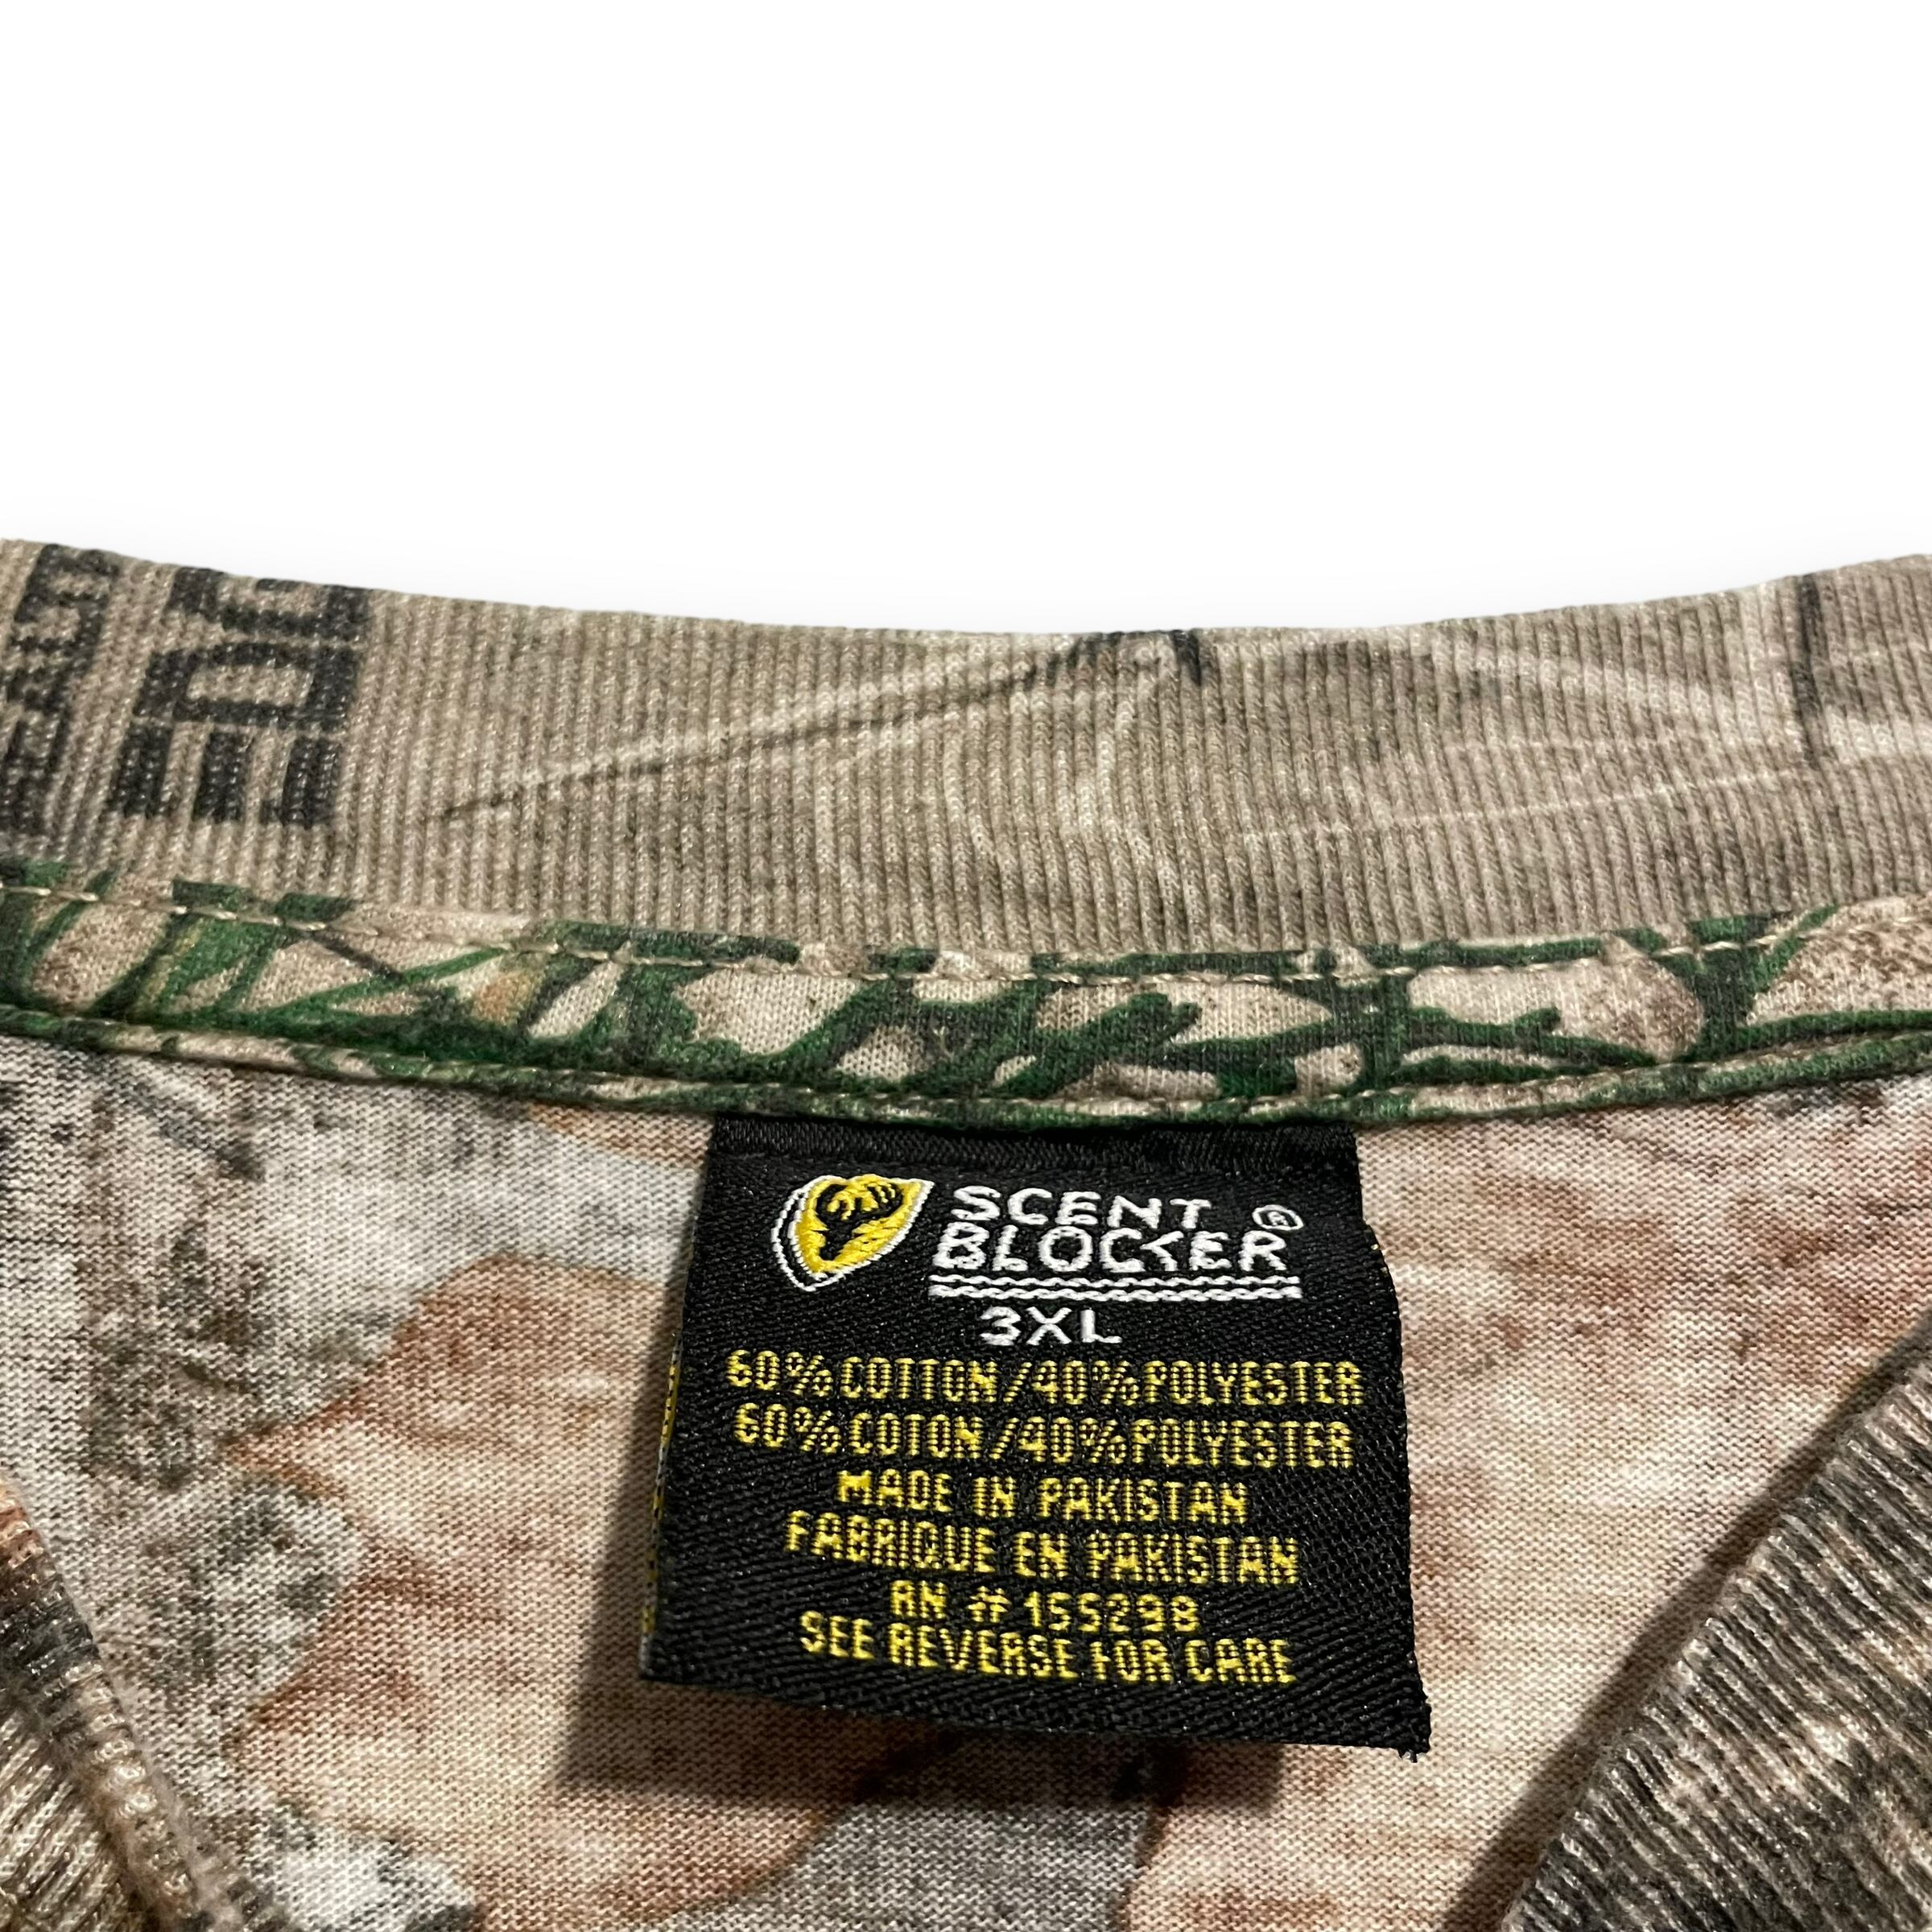 SCENT
BLOCKER ®
3XL
60% COTTON / 40% POLYESTER
60% COTON / 40% POLYESTER
MADE IN PAKISTAN
FABRIQUE EN PAKISTAN
RN # 155298
SEE REVERSE FOR CARE